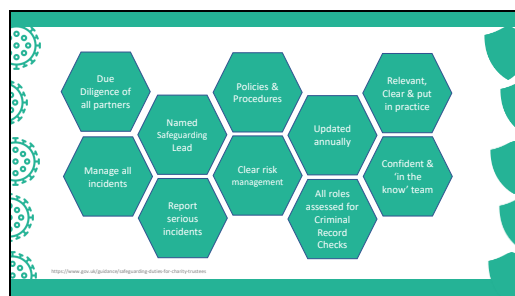 Due
Diligence of
all partners
Policies &
Procedures
Relevant,
Clear & put
in practice
Named
Safeguarding
Lead
Updated
annually
Manage all
incidents
Clear risk
management
Confident &
'in the
know' team
Report
serious
incidents
All roles
assessed for
Criminal
Record
Checks
https://www.gov.uk/guidance/safeguarding-duties-for-charity-trustees